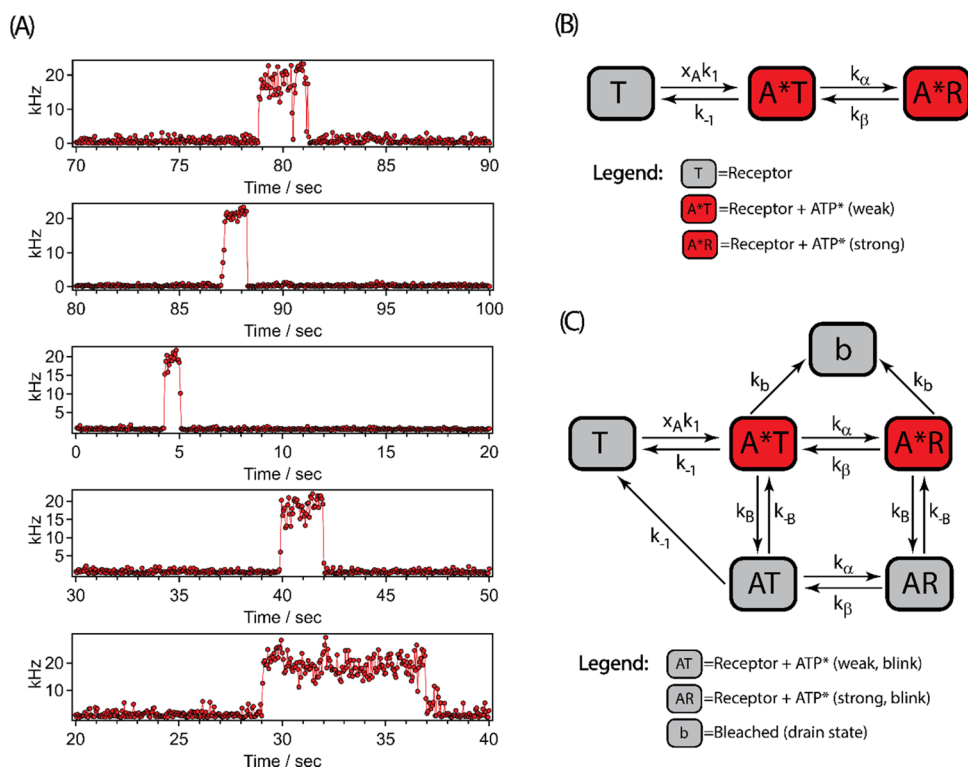 (A)
kHz
20
10
0
70 75 80 85 90
Time / sec
kHz
20
10
0
80 85 90 95 100
Time / sec
kHz
20
15
10
5
0 5 10 15 20
Time / sec
kHz
20
15
10
5
30 35 40 45 50
Time / sec
kHz
20
10
20 25 30 35 40
Time / sec
(B)
T xAk1 k-1 A*T kα kβ A*R
Legend:
T =Receptor
A*T =Receptor + ATP* (weak)
A*R =Receptor + ATP* (strong)
(C)
b
kb kb
T xAk1 k-1 A*T kα kβ A*R
kB k-B kB k-B
k-1
AT kα kβ AR
Legend:
AT =Receptor + ATP* (weak, blink)
AR =Receptor + ATP* (strong, blink)
b =Bleached (drain state)